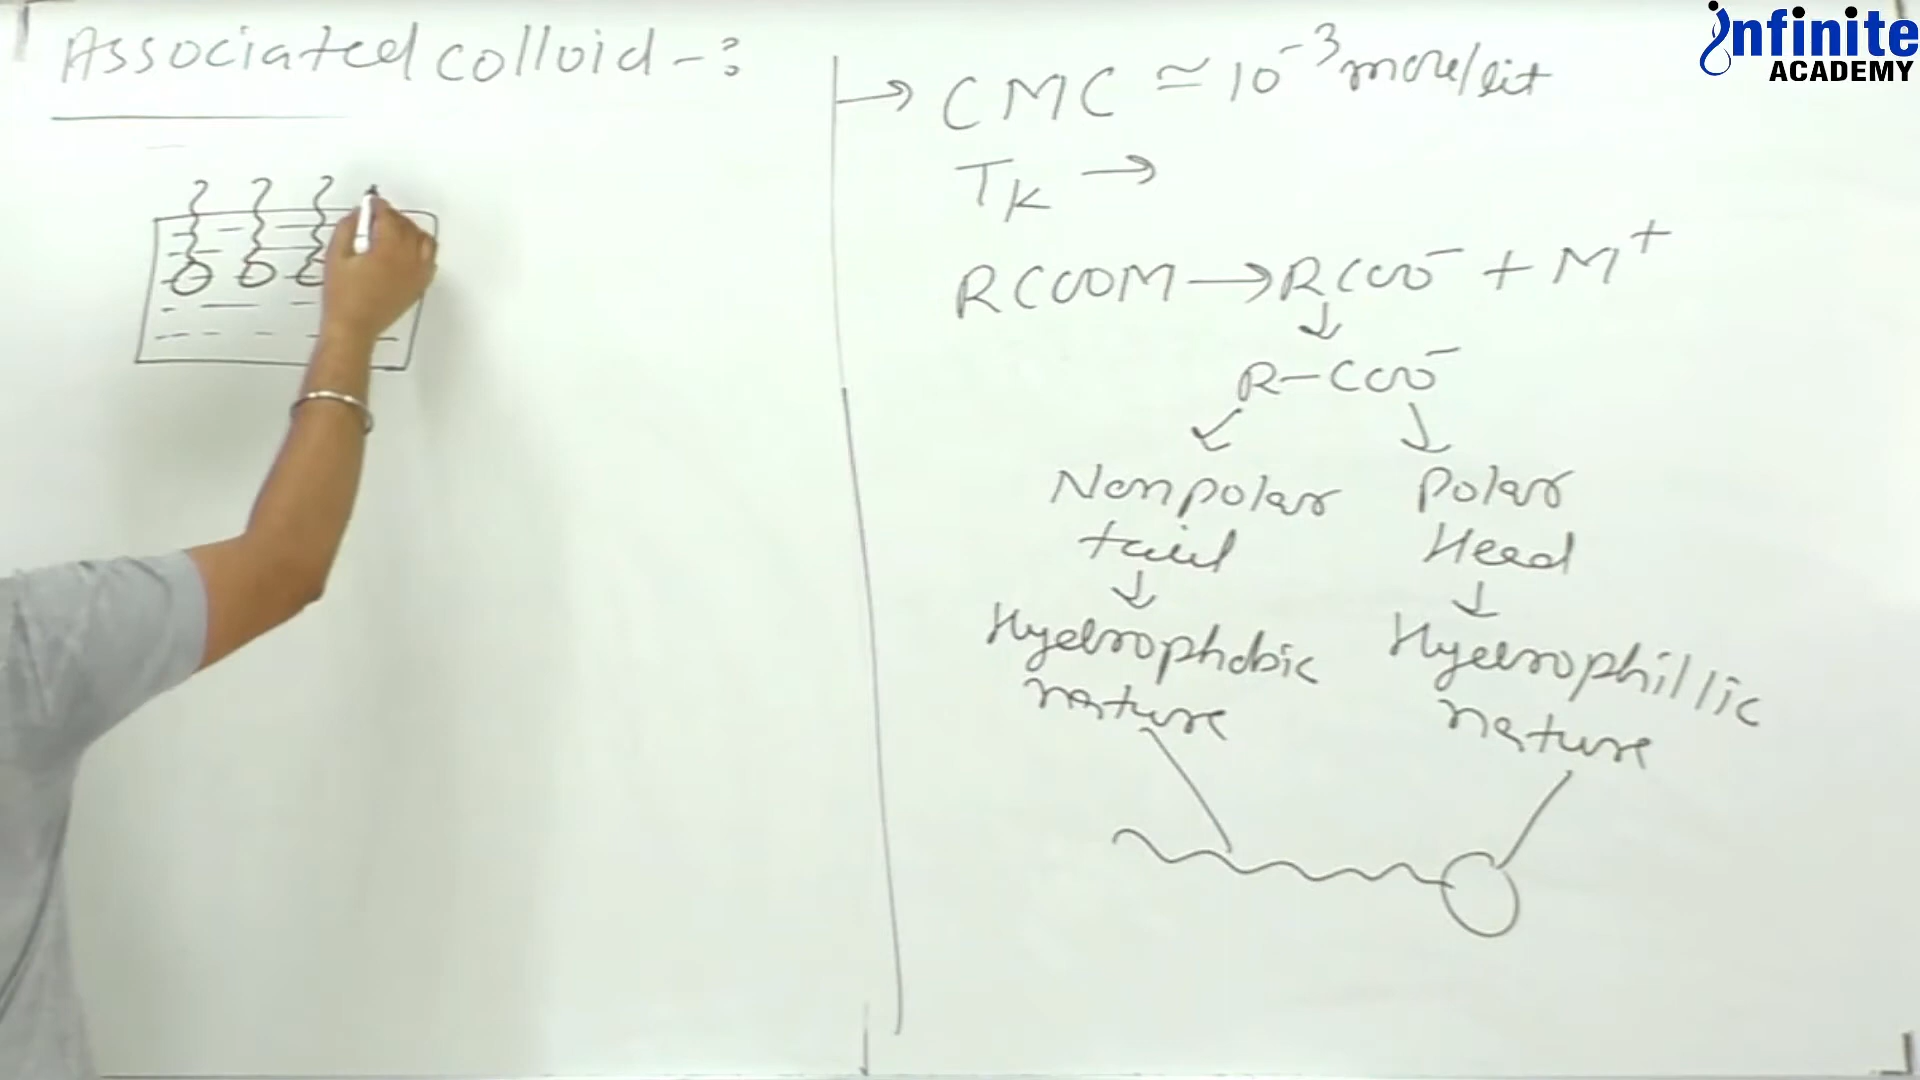 Associated colloid -:
→ CMC ≃ 10⁻³ mole/lit
T_K →
RCOOM → RCOO⁻ + M⁺
↓
R-COO⁻
↙ ↘
Nonpolar Polar
tail Head
↓ ↓
Hydrophobic Hydrophillic
nature nature
infinite
ACADEMY